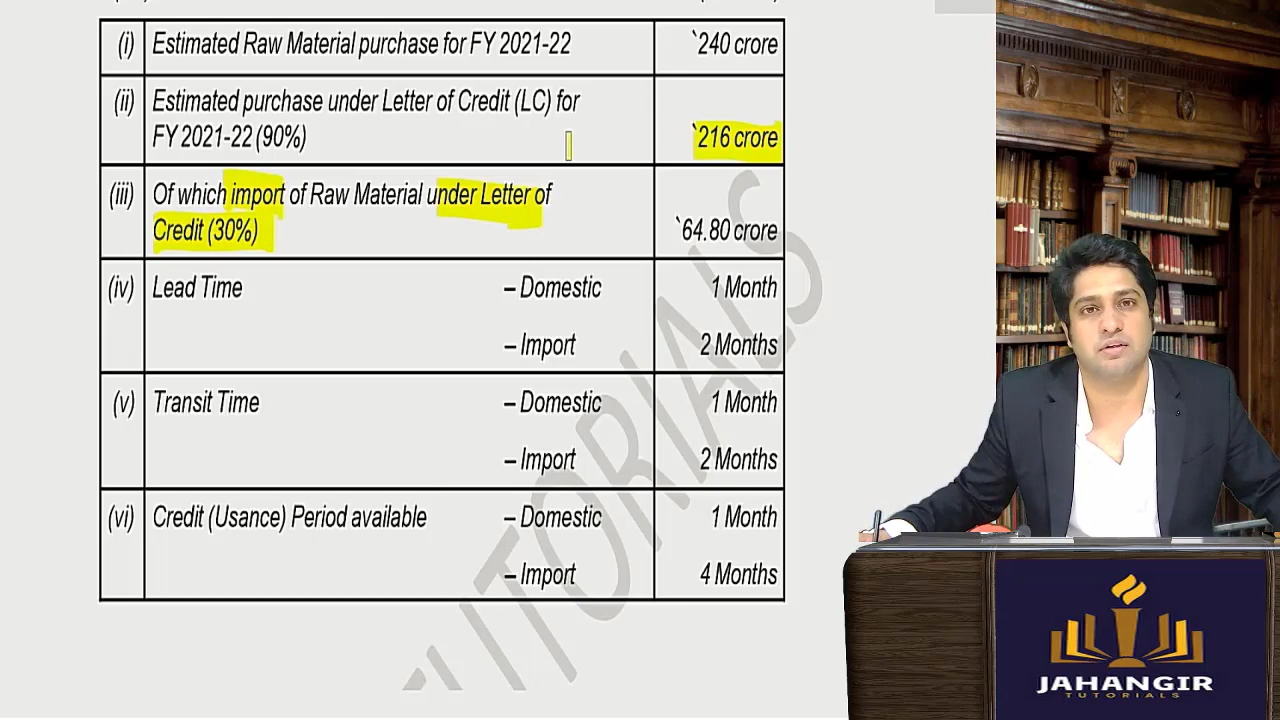 (i) Estimated Raw Material purchase for FY 2021-22 `240 crore
(ii) Estimated purchase under Letter of Credit (LC) for
FY 2021-22 (90%) `216 crore
(iii) Of which import of Raw Material under Letter of
Credit (30%) `64.80 crore
(iv) Lead Time – Domestic 1 Month
– Import 2 Months
(v) Transit Time – Domestic 1 Month
– Import 2 Months
(vi) Credit (Usance) Period available – Domestic 1 Month
– Import 4 Months
TUTORIALS
JAHANGIR
TUTORIALS